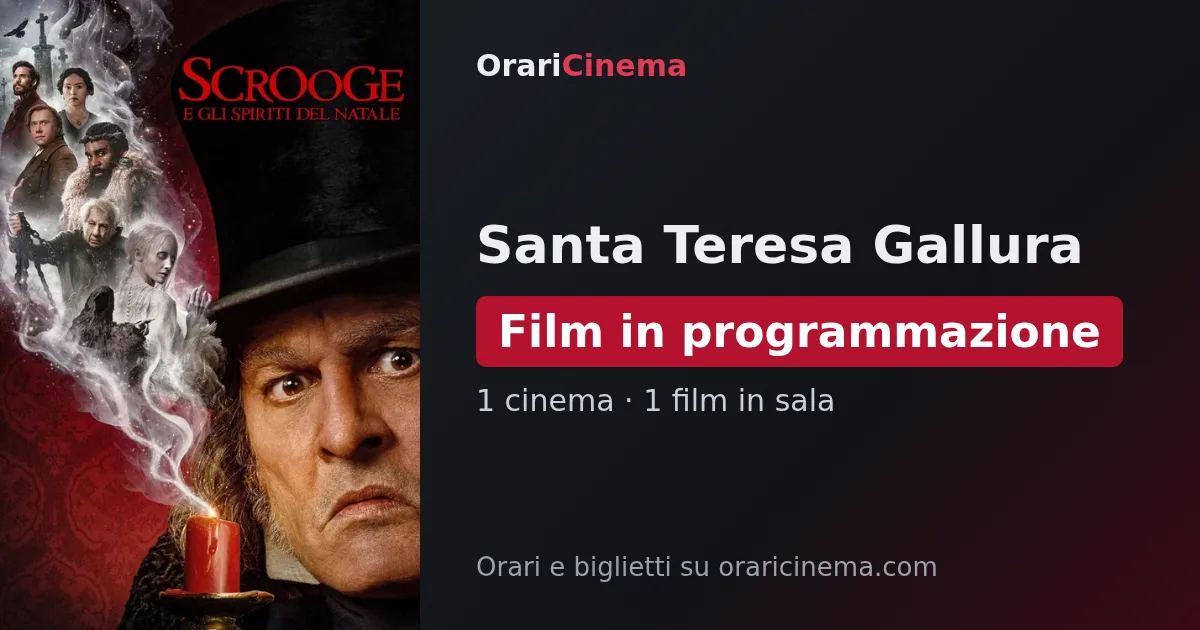 SCROOGE
E GLI SPIRITI DEL NATALE
OrariCinema
Santa Teresa Gallura
Film in programmazione
1 cinema · 1 film in sala
Orari e biglietti su oraricinema.com